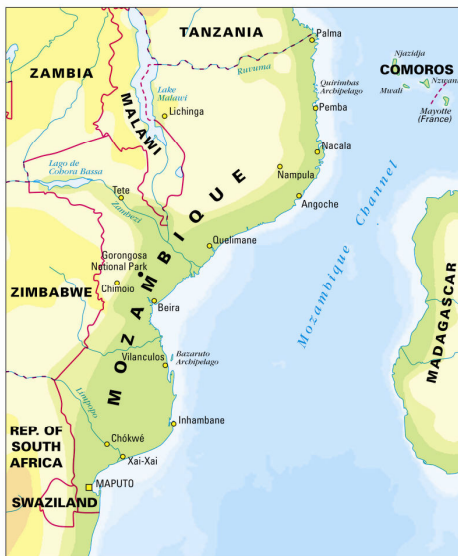 TANZANIA
Palma
Njazidja
COMOROS
Nzwani
Mwali
Mayotte
(France)
ZAMBIA
Ruvuma
Lake
Malawi
Quirimbas
Archipelago
Lichinga
Pemba
MALAWI
Nacala
Lago de
Cohora Bassa
Nampula
Tete
Angoche
Zambezi
MOZAMBIQUE
Mozambique Channel
Quelimane
Gorongosa
National Park
Chimoio
ZIMBABWE
Beira
MADAGASCAR
Vilanculos
Bazaruto
Archipelago
Limpopo
Inhambane
REP. OF
SOUTH
AFRICA
Chókwé
Xai-Xai
MAPUTO
SWAZILAND